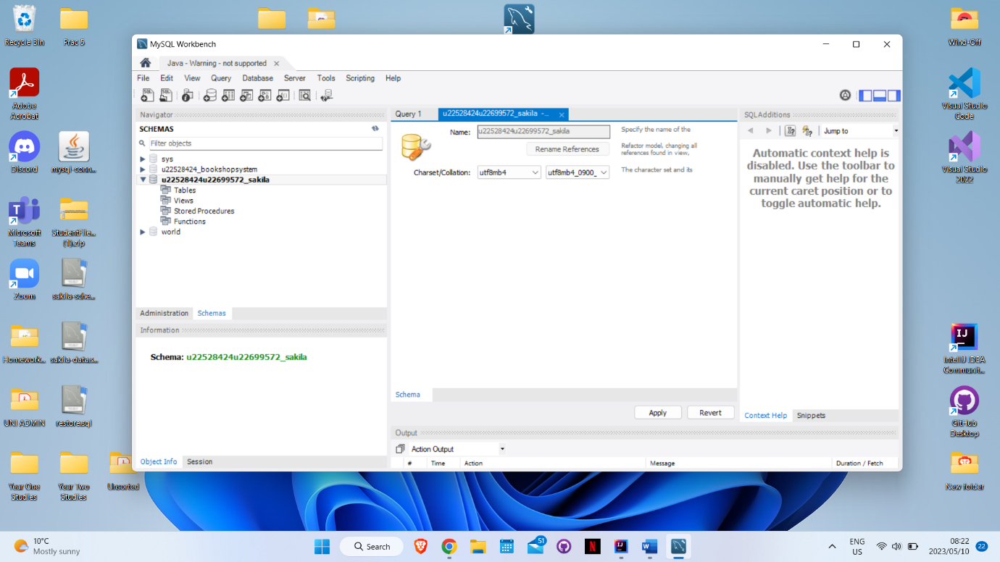 Recycle Bin
Prac 5
Adobe Acrobat
Discord
mysql-conn...
Microsoft Teams
StudentFile... (1).zip
Zoom
sakila-sche...
Homework...
sakila-data.s...
UNI ADMIN
restore.sql
Year One Studies
Year Two Studies
Unsorted
Wind-Off
Visual Studio Code
Visual Studio 2022
IntelliJ IDEA Communit...
GitHub Desktop
New folder
MySQL Workbench
Java - Warning - not supported
File Edit View Query Database Server Tools Scripting Help
Navigator
SCHEMAS
Filter objects
sys
u22528424_bookshopsystem
u22528424u22699572_sakila
Tables
Views
Stored Procedures
Functions
world
Administration Schemas
Information
Schema: u22528424u22699572_sakila
Object Info Session
Query 1
u22528424u22699572_sakila -...
Name: u22528424u22699572_sakila
Specify the name of the
Rename References
Refactor model, changing all
references found in view,
Charset/Collation: utf8mb4 utf8mb4_0900_
The character set and its
Schema
Apply Revert
SQLAdditions
Jump to
Automatic context help is
disabled. Use the toolbar to
manually get help for the
current caret position or to
toggle automatic help.
Context Help Snippets
Output
Action Output
# Time Action Message Duration / Fetch
10°C
Mostly sunny
Search
51
ENG
US
08:22
2023/05/10
22